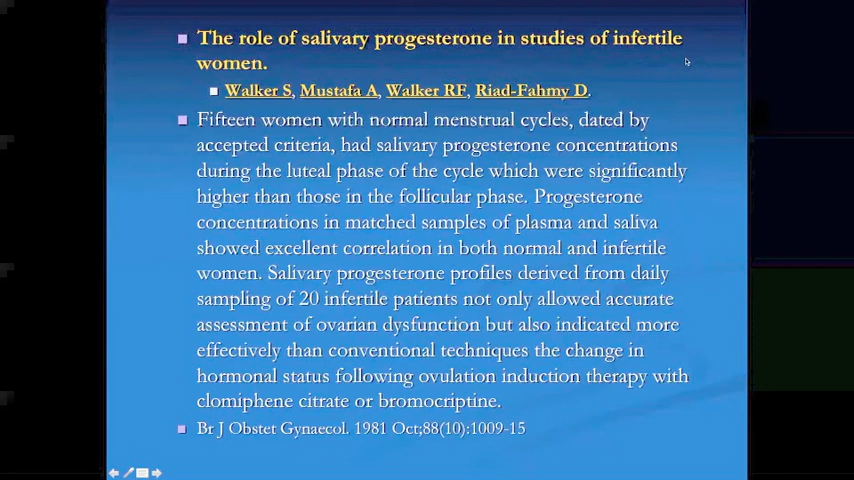 The role of salivary progesterone in studies of infertile
women.
Walker S, Mustafa A, Walker RF, Riad-Fahmy D.
Fifteen women with normal menstrual cycles, dated by
accepted criteria, had salivary progesterone concentrations
during the luteal phase of the cycle which were significantly
higher than those in the follicular phase. Progesterone
concentrations in matched samples of plasma and saliva
showed excellent correlation in both normal and infertile
women. Salivary progesterone profiles derived from daily
sampling of 20 infertile patients not only allowed accurate
assessment of ovarian dysfunction but also indicated more
effectively than conventional techniques the change in
hormonal status following ovulation induction therapy with
clomiphene citrate or bromocriptine.
Br J Obstet Gynaecol. 1981 Oct;88(10):1009-15